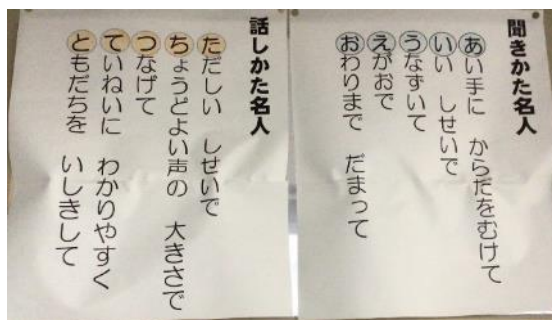 聞きかた名人
あい手に　からだをむけて
いい　しせいで
うなずいて
えがおで
おわりまで　だまって
話しかた名人
ただしい　しせいで
ちょうどよい声の　大きさで
つなげて
ていねいに　わかりやすく
ともだちを　いしきして